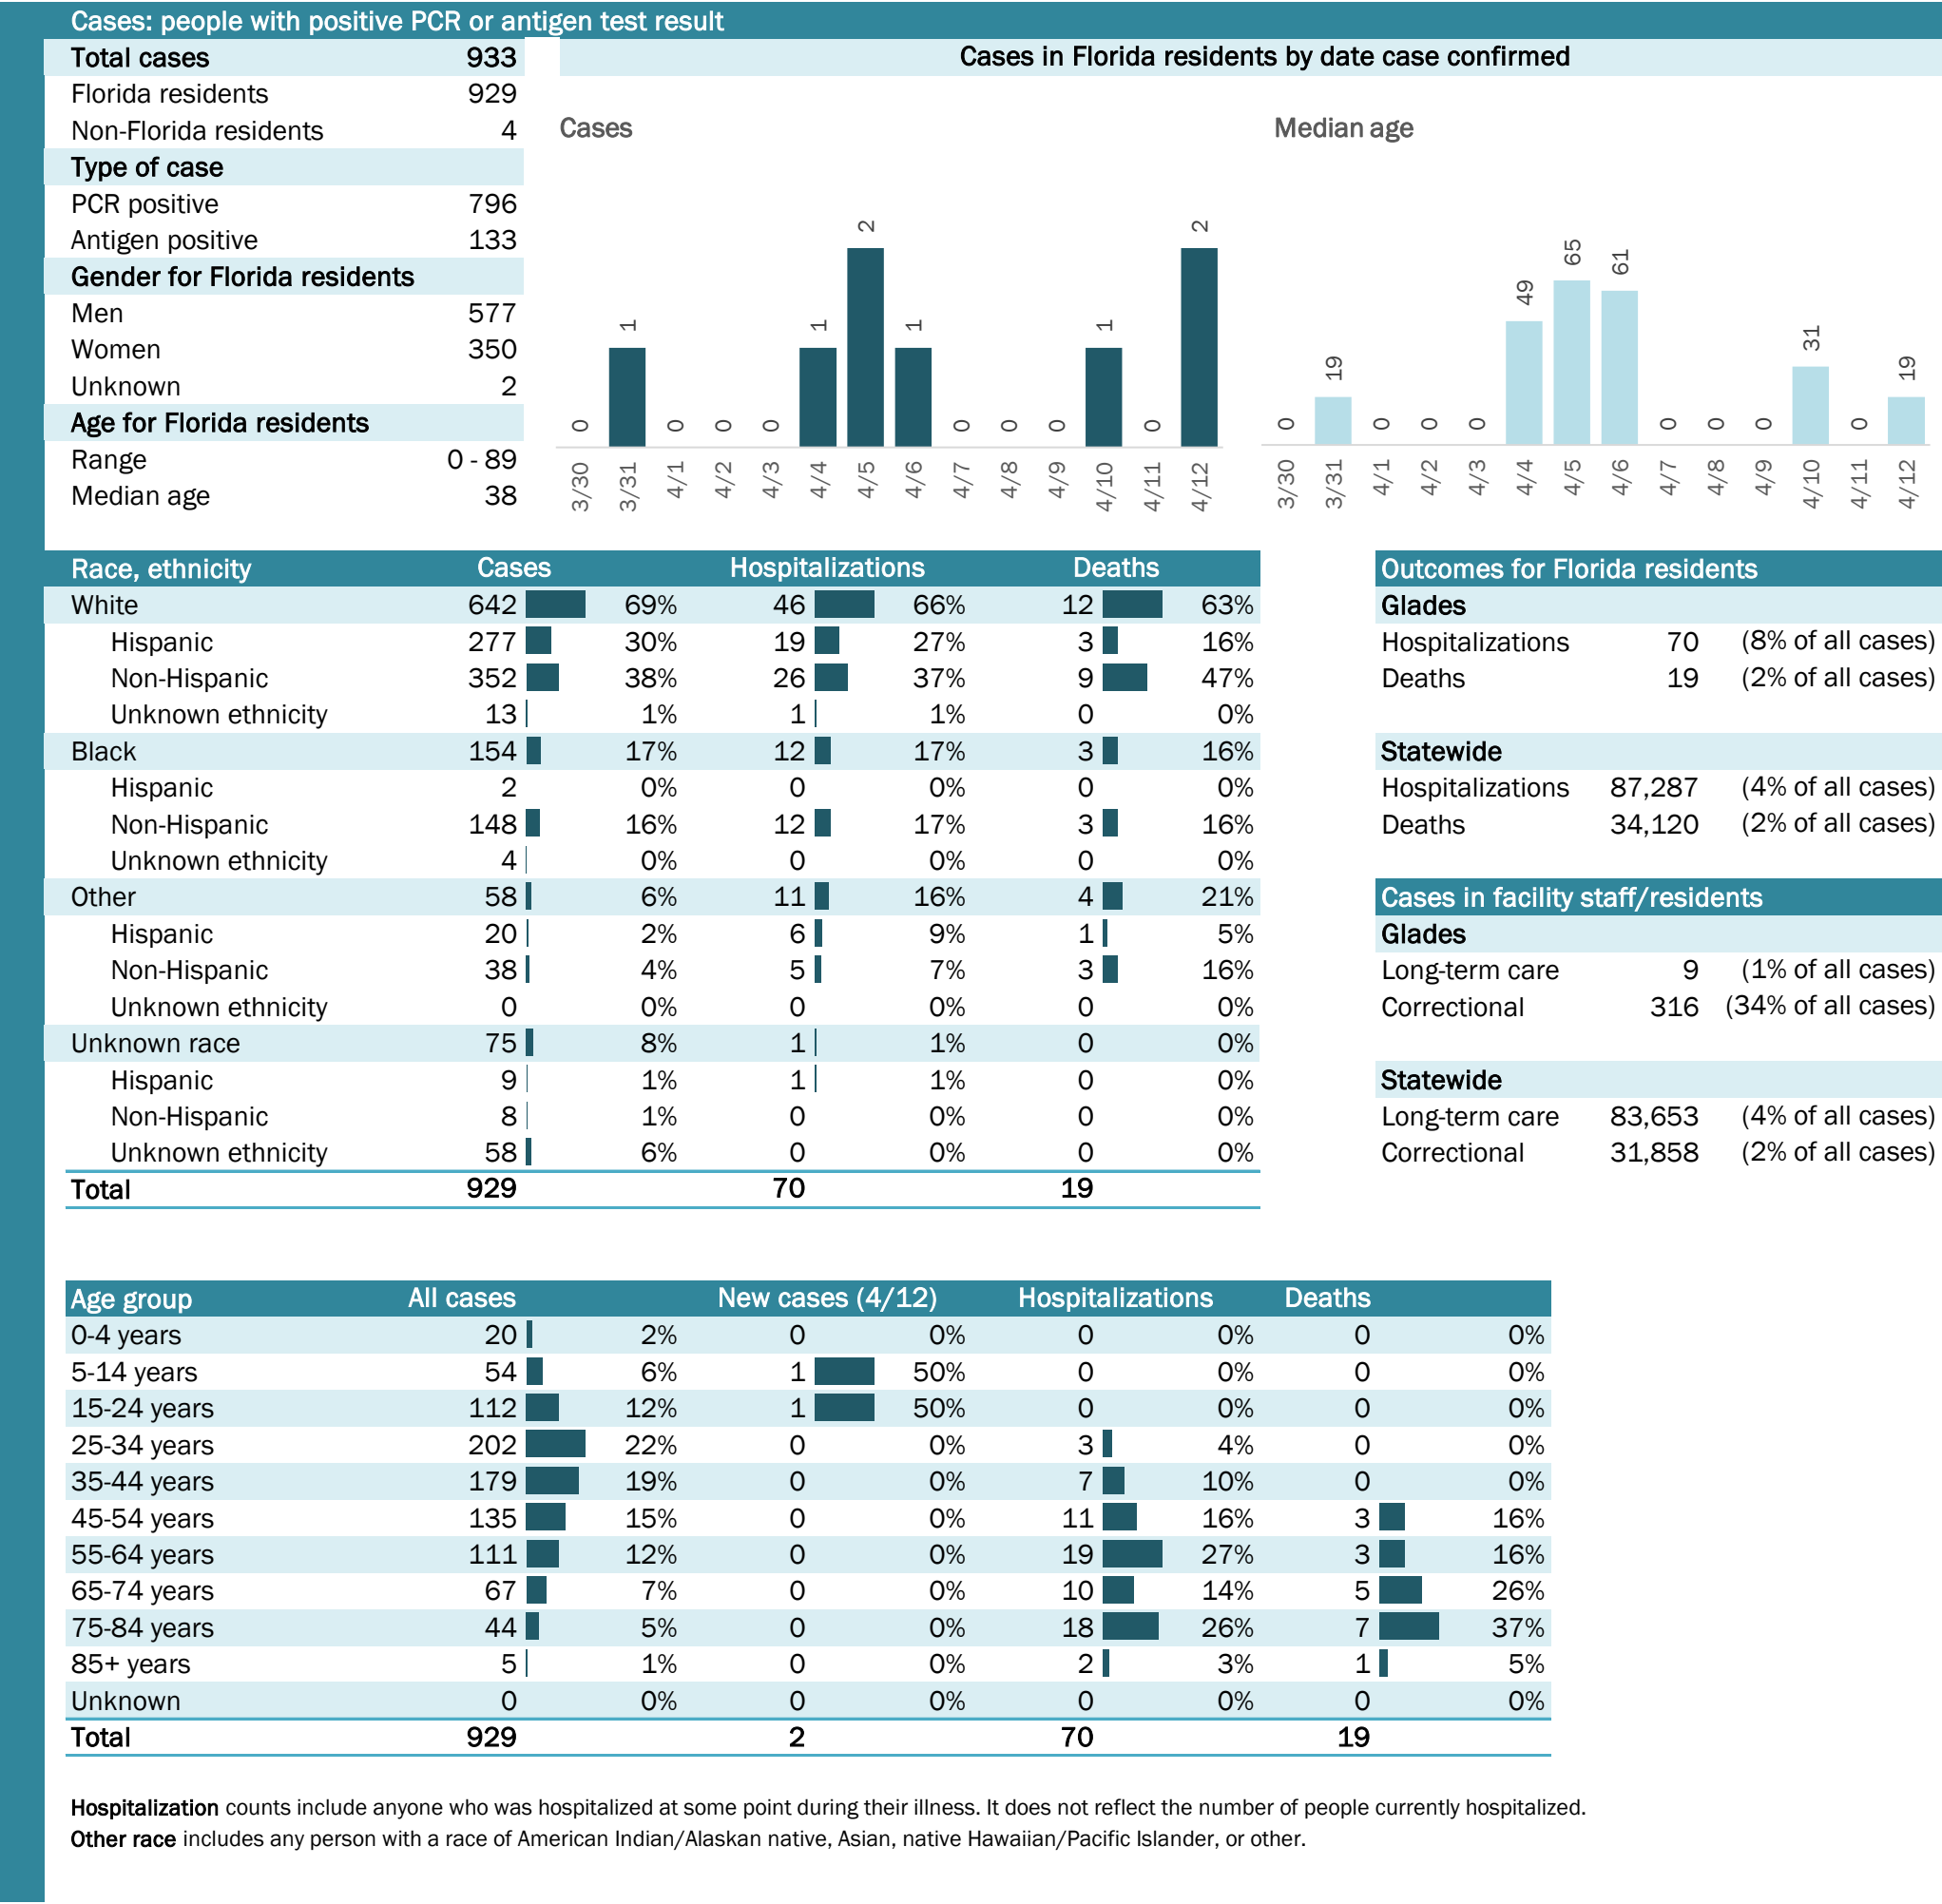 Cases: people with positive PCR or antigen test result
Total cases 933
Florida residents 929
Non-Florida residents 4
Type of case
PCR positive 796
Antigen positive 133
Gender for Florida residents
Men 577
Women 350
Unknown 2
Age for Florida residents
Range 0 - 89
Median age 38
Cases in Florida residents by date case confirmed
Cases
0 1 0 0 0 1 2 1 0 0 0 1 0 2
3/30 3/31 4/1 4/2 4/3 4/4 4/5 4/6 4/7 4/8 4/9 4/10 4/11 4/12
Median age
0 19 0 0 0 49 65 61 0 0 0 31 0 19
3/30 3/31 4/1 4/2 4/3 4/4 4/5 4/6 4/7 4/8 4/9 4/10 4/11 4/12
Race, ethnicity Cases Hospitalizations Deaths
White 642 69% 46 66% 12 63%
Hispanic 277 30% 19 27% 3 16%
Non-Hispanic 352 38% 26 37% 9 47%
Unknown ethnicity 13 1% 1 1% 0 0%
Black 154 17% 12 17% 3 16%
Hispanic 2 0% 0 0% 0 0%
Non-Hispanic 148 16% 12 17% 3 16%
Unknown ethnicity 4 0% 0 0% 0 0%
Other 58 6% 11 16% 4 21%
Hispanic 20 2% 6 9% 1 5%
Non-Hispanic 38 4% 5 7% 3 16%
Unknown ethnicity 0 0% 0 0% 0 0%
Unknown race 75 8% 1 1% 0 0%
Hispanic 9 1% 1 1% 0 0%
Non-Hispanic 8 1% 0 0% 0 0%
Unknown ethnicity 58 6% 0 0% 0 0%
Total 929 70 19
Outcomes for Florida residents
Glades
Hospitalizations 70 (8% of all cases)
Deaths 19 (2% of all cases)
Statewide
Hospitalizations 87,287 (4% of all cases)
Deaths 34,120 (2% of all cases)
Cases in facility staff/residents
Glades
Long-term care 9 (1% of all cases)
Correctional 316 (34% of all cases)
Statewide
Long-term care 83,653 (4% of all cases)
Correctional 31,858 (2% of all cases)
Age group All cases New cases (4/12) Hospitalizations Deaths
0-4 years 20 2% 0 0% 0 0% 0 0%
5-14 years 54 6% 1 50% 0 0% 0 0%
15-24 years 112 12% 1 50% 0 0% 0 0%
25-34 years 202 22% 0 0% 3 4% 0 0%
35-44 years 179 19% 0 0% 7 10% 0 0%
45-54 years 135 15% 0 0% 11 16% 3 16%
55-64 years 111 12% 0 0% 19 27% 3 16%
65-74 years 67 7% 0 0% 10 14% 5 26%
75-84 years 44 5% 0 0% 18 26% 7 37%
85+ years 5 1% 0 0% 2 3% 1 5%
Unknown 0 0% 0 0% 0 0% 0 0%
Total 929 2 70 19
Hospitalization counts include anyone who was hospitalized at some point during their illness. It does not reflect the number of people currently hospitalized.
Other race includes any person with a race of American Indian/Alaskan native, Asian, native Hawaiian/Pacific Islander, or other.